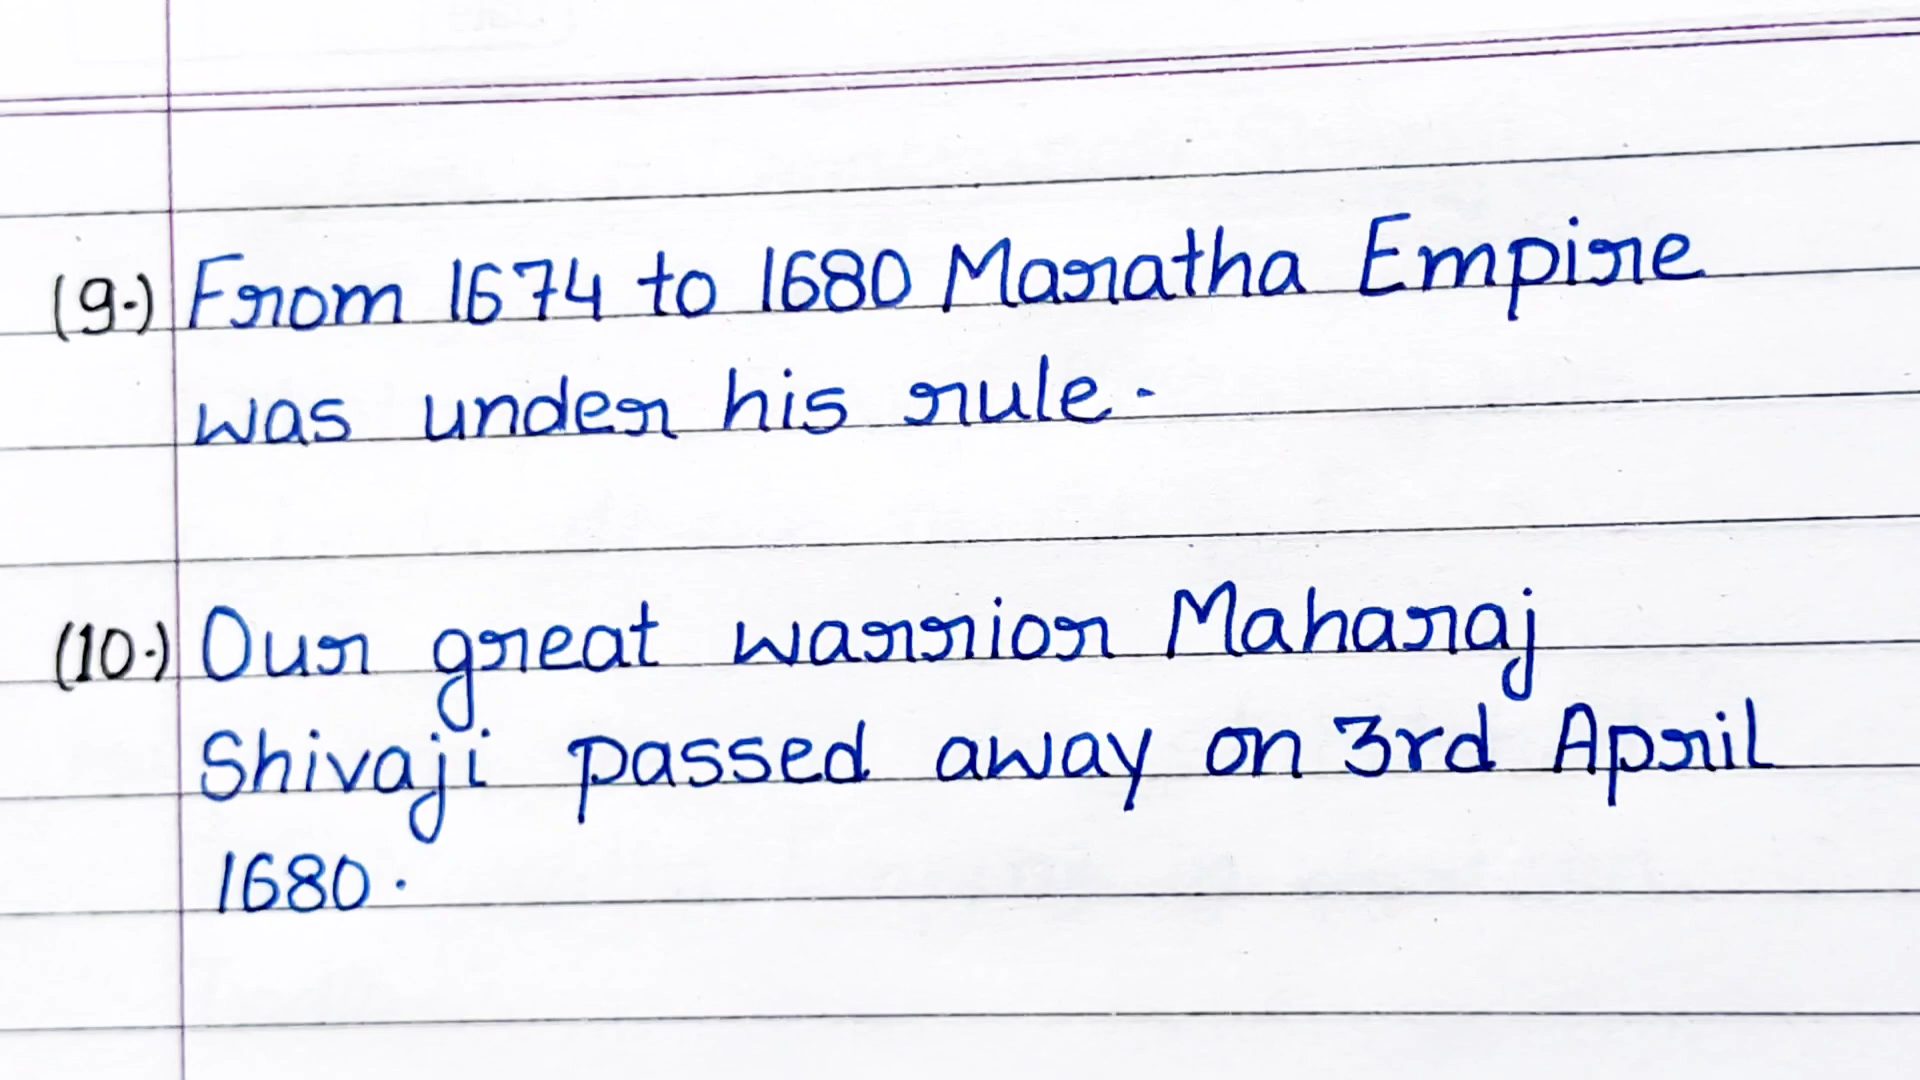 (9.) From 1674 to 1680 Maratha Empire
was under his rule.
(10.) Our great warrior Maharaj
Shivaji passed away on 3rd April
1680.